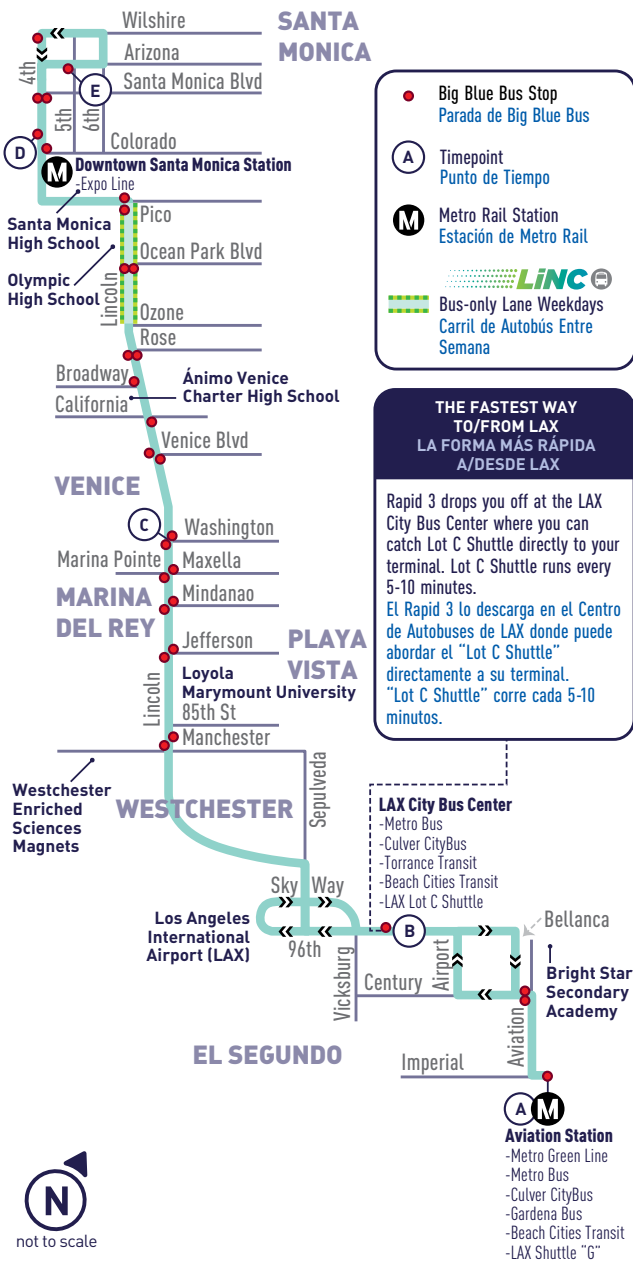 Wilshire
SANTA
MONICA
Arizona
4th
E
Santa Monica Blvd
5th
6th
D
Colorado
M
Downtown Santa Monica Station
-Expo Line
Santa Monica
High School
Pico
Olympic
High School
Ocean Park Blvd
Lincoln
Ozone
Rose
Broadway
Ánimo Venice
Charter High School
California
Venice Blvd
VENICE
C
Washington
Marina Pointe
Maxella
MARINA
DEL REY
Mindanao
Jefferson
PLAYA
VISTA
Loyola
Marymount University
Lincoln
85th St
Manchester
Westchester
Enriched
Sciences
Magnets
WESTCHESTER
Sepulveda
LAX City Bus Center
-Metro Bus
-Culver CityBus
-Torrance Transit
-Beach Cities Transit
-LAX Lot C Shuttle
Sky Way
Los Angeles
International
Airport (LAX)
96th
B
Bellanca
Vicksburg
Century
Airport
Bright Star
Secondary
Academy
Aviation
EL SEGUNDO
Imperial
A
M
Aviation Station
-Metro Green Line
-Metro Bus
-Culver CityBus
-Gardena Bus
-Beach Cities Transit
-LAX Shuttle "G"
N
not to scale
Big Blue Bus Stop
Parada de Big Blue Bus
A
Timepoint
Punto de Tiempo
M
Metro Rail Station
Estación de Metro Rail
LiNC
Bus-only Lane Weekdays
Carril de Autobús Entre
Semana
THE FASTEST WAY
TO/FROM LAX
LA FORMA MÁS RÁPIDA
A/DESDE LAX
Rapid 3 drops you off at the LAX
City Bus Center where you can
catch Lot C Shuttle directly to your
terminal. Lot C Shuttle runs every
5-10 minutes.
El Rapid 3 lo descarga en el Centro
de Autobuses de LAX donde puede
abordar el “Lot C Shuttle”
directamente a su terminal.
“Lot C Shuttle” corre cada 5-10
minutos.